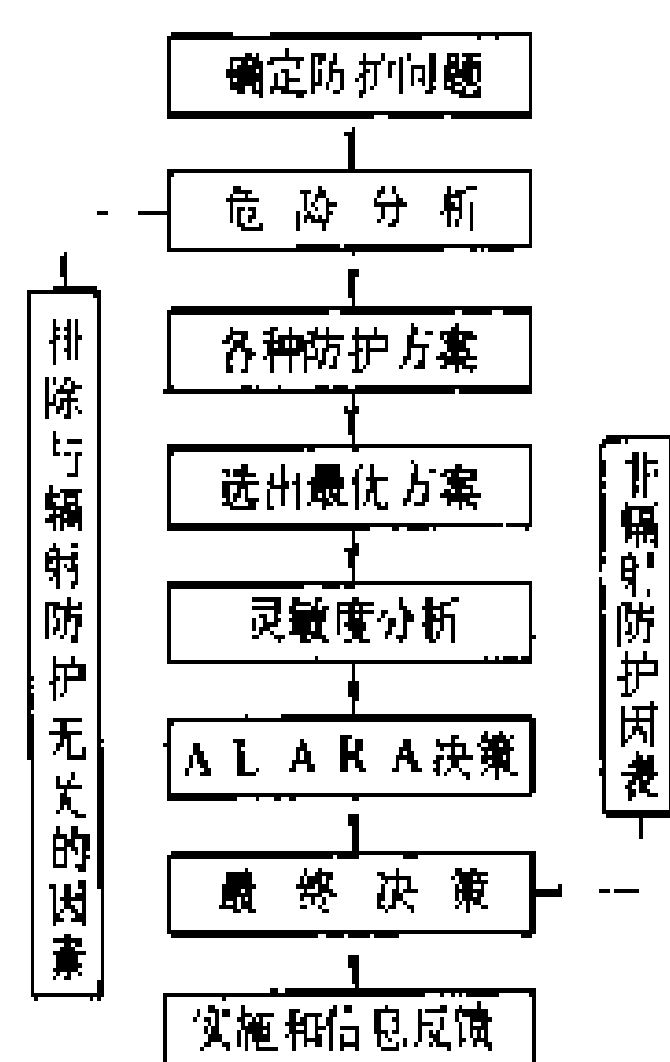 确定防护问题
危险分析
各种防护方案
选出最优方案
灵敏度分析
ALARA决策
最终决策
实施和信息反馈
排除与辐射防护无关的因素
非辐射防护因素